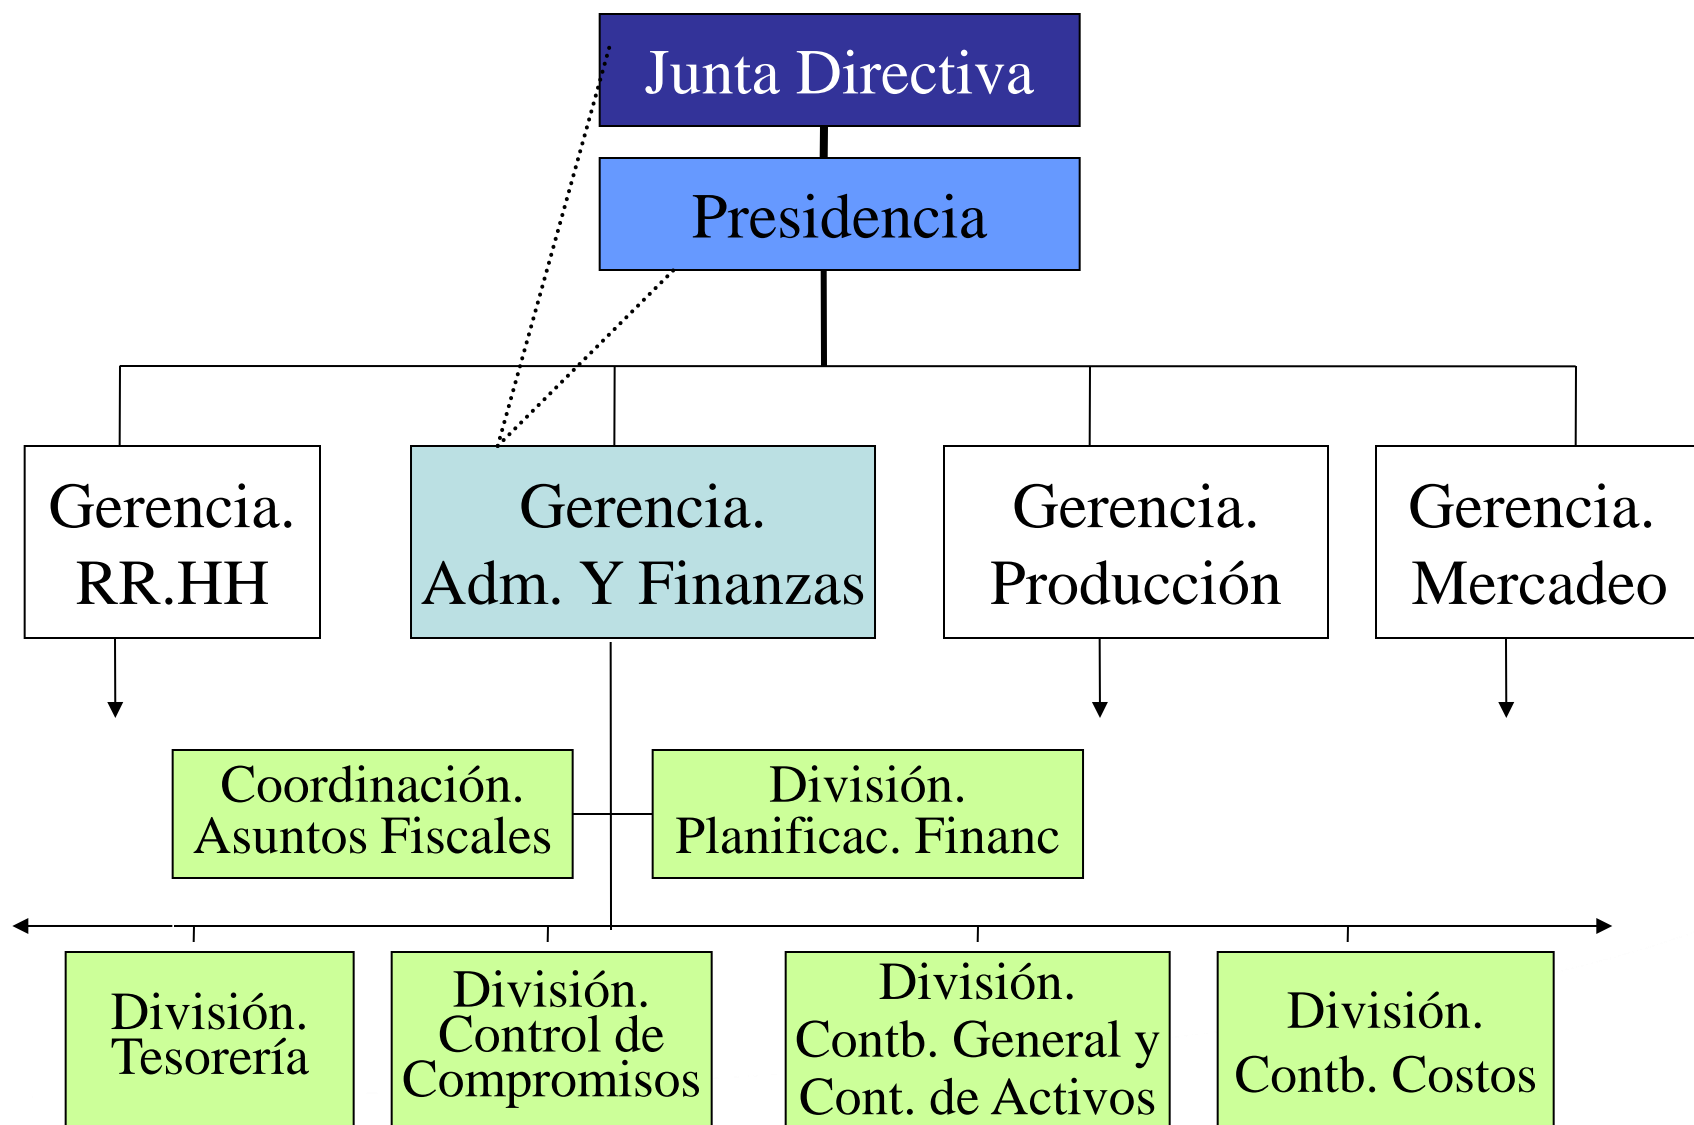 Junta Directiva
Presidencia
Gerencia.
RR.HH
Gerencia.
Adm. Y Finanzas
Gerencia.
Producción
Gerencia.
Mercadeo
Coordinación.
Asuntos Fiscales
División.
Planificac. Financ
División.
Tesorería
División.
Control de
Compromisos
División.
Contb. General y
Cont. de Activos
División.
Contb. Costos